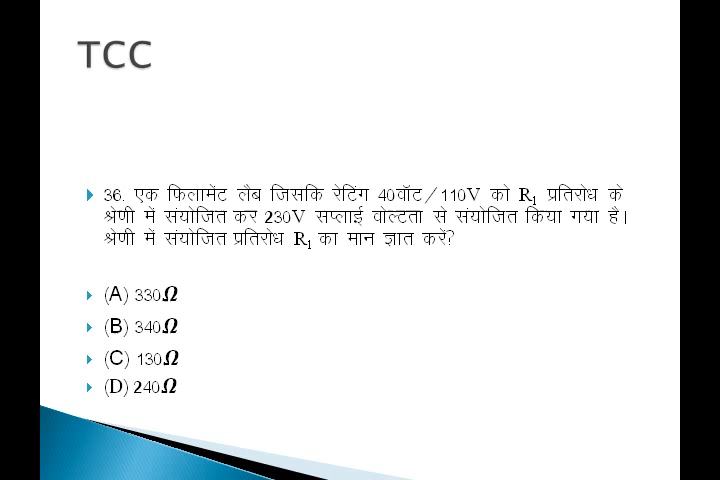 TCC
36. एक फिलामेंट लैब जिसकि रेटिंग 40वॉट/110V को R₁ प्रतिरोध के
श्रेणी में संयोजित कर 230V सप्लाई वोल्टता से संयोजित किया गया है।
श्रेणी में संयोजित प्रतिरोध R₁ का मान ज्ञात करें?
(A) 330Ω
(B) 340Ω
(C) 130Ω
(D) 240Ω